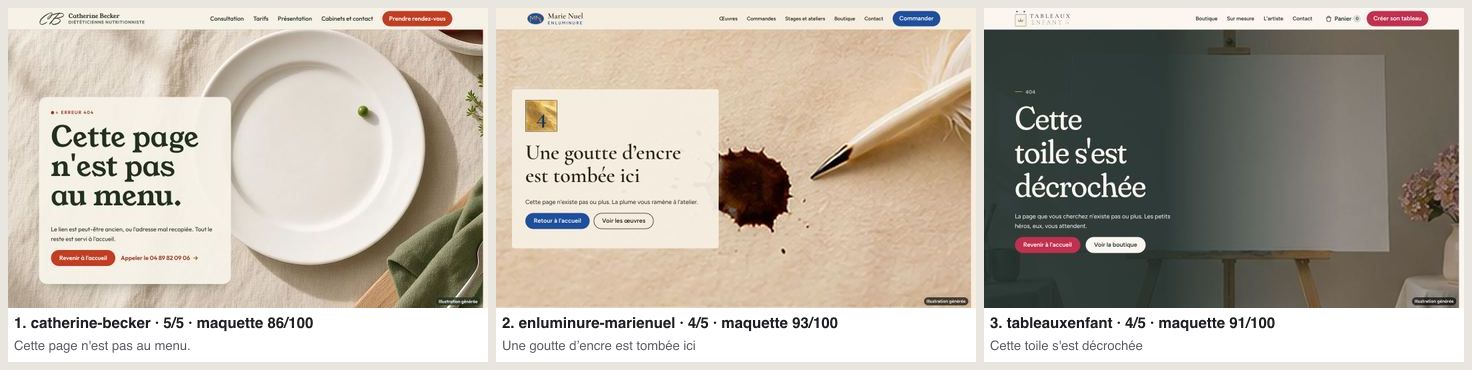 CB Catherine Becker
DIÉTÉTICIENNE NUTRITIONNISTE
Consultation Tarifs Présentation Cabinets et contact Prendre rendez-vous
ERREUR 404
Cette page
n'est pas
au menu.
Le lien est peut-être ancien, ou l'adresse mal recopiée. Tout le
reste est servi à l'accueil.
Revenir à l'accueil Appeler le 04 89 82 09 06 →
Illustration générée
1. catherine-becker · 5/5 · maquette 86/100
Cette page n'est pas au menu.
Marie Nuel
ENLUMINURE
Œuvres Commandes Stages et ateliers Boutique Contact Commander
4
Une goutte d’encre
est tombée ici
Cette page n'existe pas ou plus. La plume vous ramène à l'atelier.
Retour à l'accueil Voir les œuvres
Illustration générée
2. enluminure-marienuel · 4/5 · maquette 93/100
Une goutte d’encre est tombée ici
TABLEAUX
ENFANT
Boutique Sur mesure L'artiste Contact Panier 0 Créer son tableau
404
Cette
toile s'est
décrochée
La page que vous cherchez n'existe pas ou plus. Les petits
héros, eux, vous attendent.
Revenir à l'accueil Voir la boutique
Illustration générée
3. tableauxenfant · 4/5 · maquette 91/100
Cette toile s'est décrochée